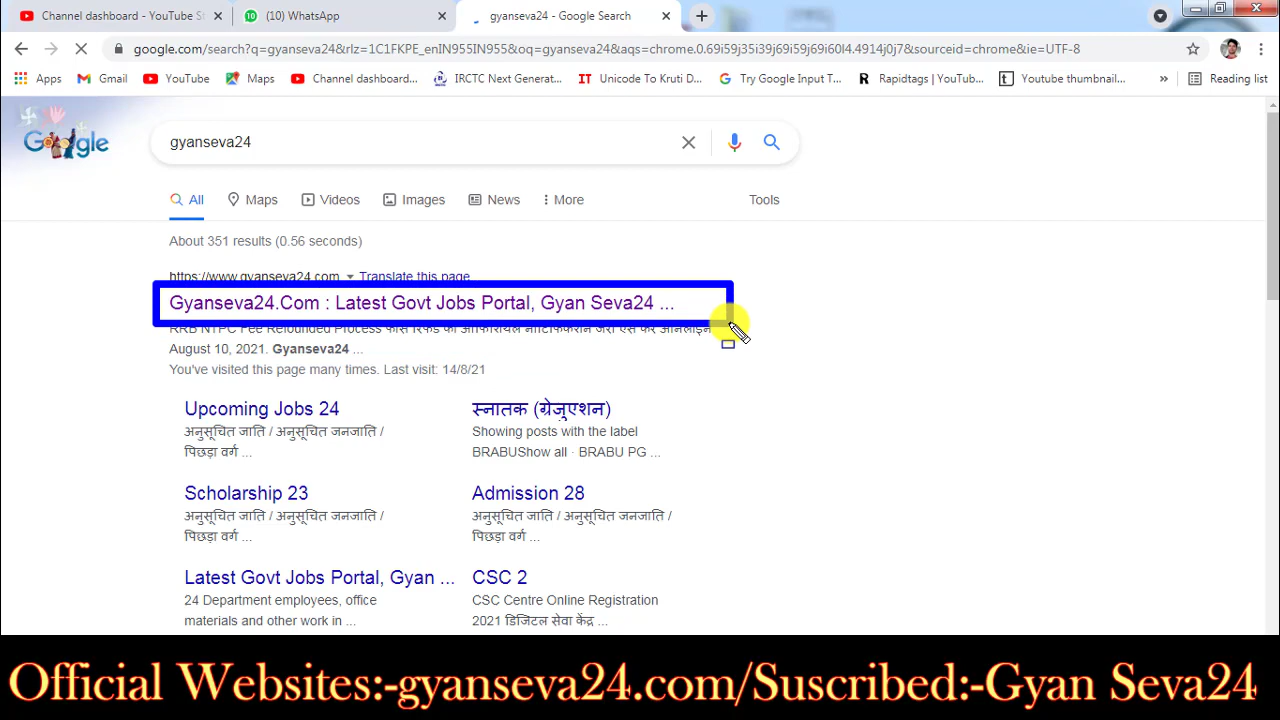 Channel dashboard - YouTube St
(10) WhatsApp
gyanseva24 - Google Search
google.com/search?q=gyanseva24&rlz=1C1FKPE_enIN955IN955&oq=gyanseva24&aqs=chrome.0.69i59j35i39j69i59j69i60l4.4914j0j7&sourceid=chrome&ie=UTF-8
Apps Gmail YouTube Maps Channel dashboard... IRCTC Next Generat... Unicode To Kruti D... Try Google Input T... Rapidtags | YouTub... Youtube thumbnail... » Reading list
Google
gyanseva24
All Maps Videos Images News More Tools
About 351 results (0.56 seconds)
https://www.gyanseva24.com Translate this page
Gyanseva24.Com : Latest Govt Jobs Portal, Gyan Seva24 ...
RRB NTPC Fee Refounded Process
August 10, 2021. Gyanseva24 ...
You've visited this page many times. Last visit: 14/8/21
Upcoming Jobs 24
अनुसूचित जाति / अनुसूचित जनजाति /
पिछड़ा वर्ग ...
स्नातक (ग्रेजुएशन)
Showing posts with the label
BRABUShow all · BRABU PG ...
Scholarship 23
अनुसूचित जाति / अनुसूचित जनजाति /
पिछड़ा वर्ग ...
Admission 28
अनुसूचित जाति / अनुसूचित जनजाति /
पिछड़ा वर्ग ...
Latest Govt Jobs Portal, Gyan ...
24 Department employees, office
materials and other work in ...
CSC 2
CSC Centre Online Registration
2021 डिजिटल सेवा केंद्र ...
Official Websites:-gyanseva24.com/Suscribed:-Gyan Seva24